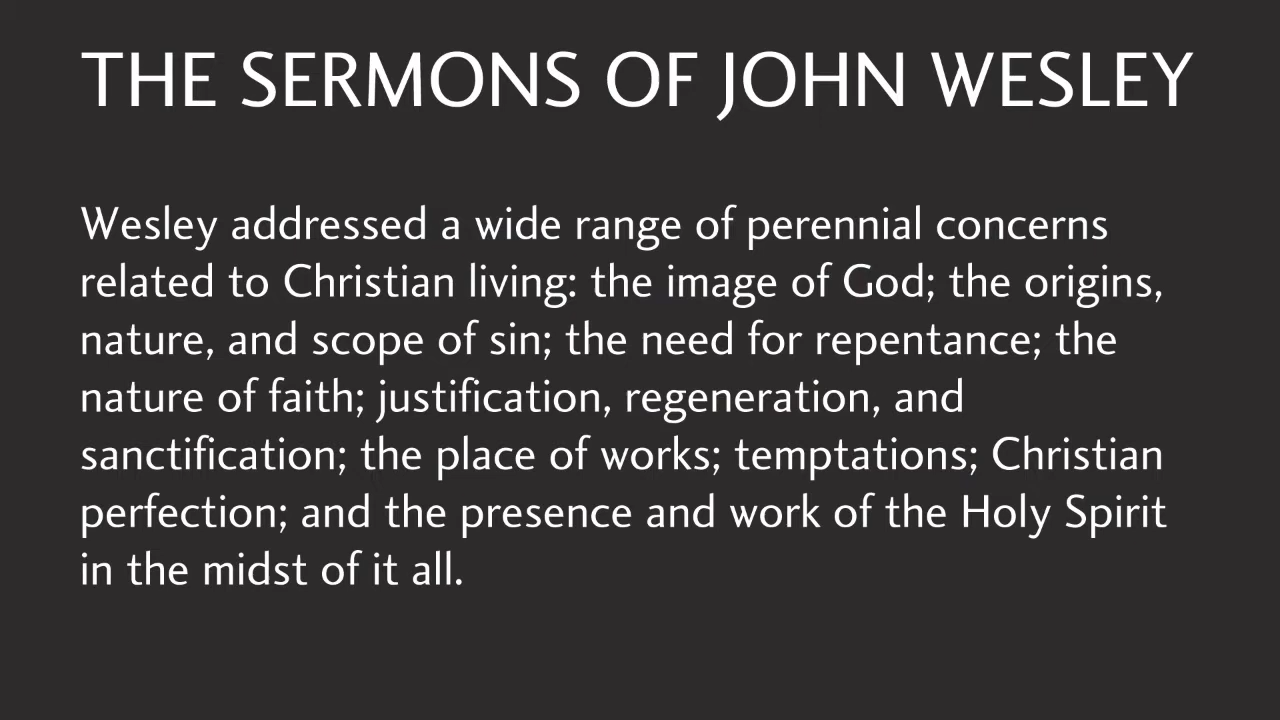 THE SERMONS OF JOHN WESLEY
Wesley addressed a wide range of perennial concerns
related to Christian living: the image of God; the origins,
nature, and scope of sin; the need for repentance; the
nature of faith; justification, regeneration, and
sanctification; the place of works; temptations; Christian
perfection; and the presence and work of the Holy Spirit
in the midst of it all.